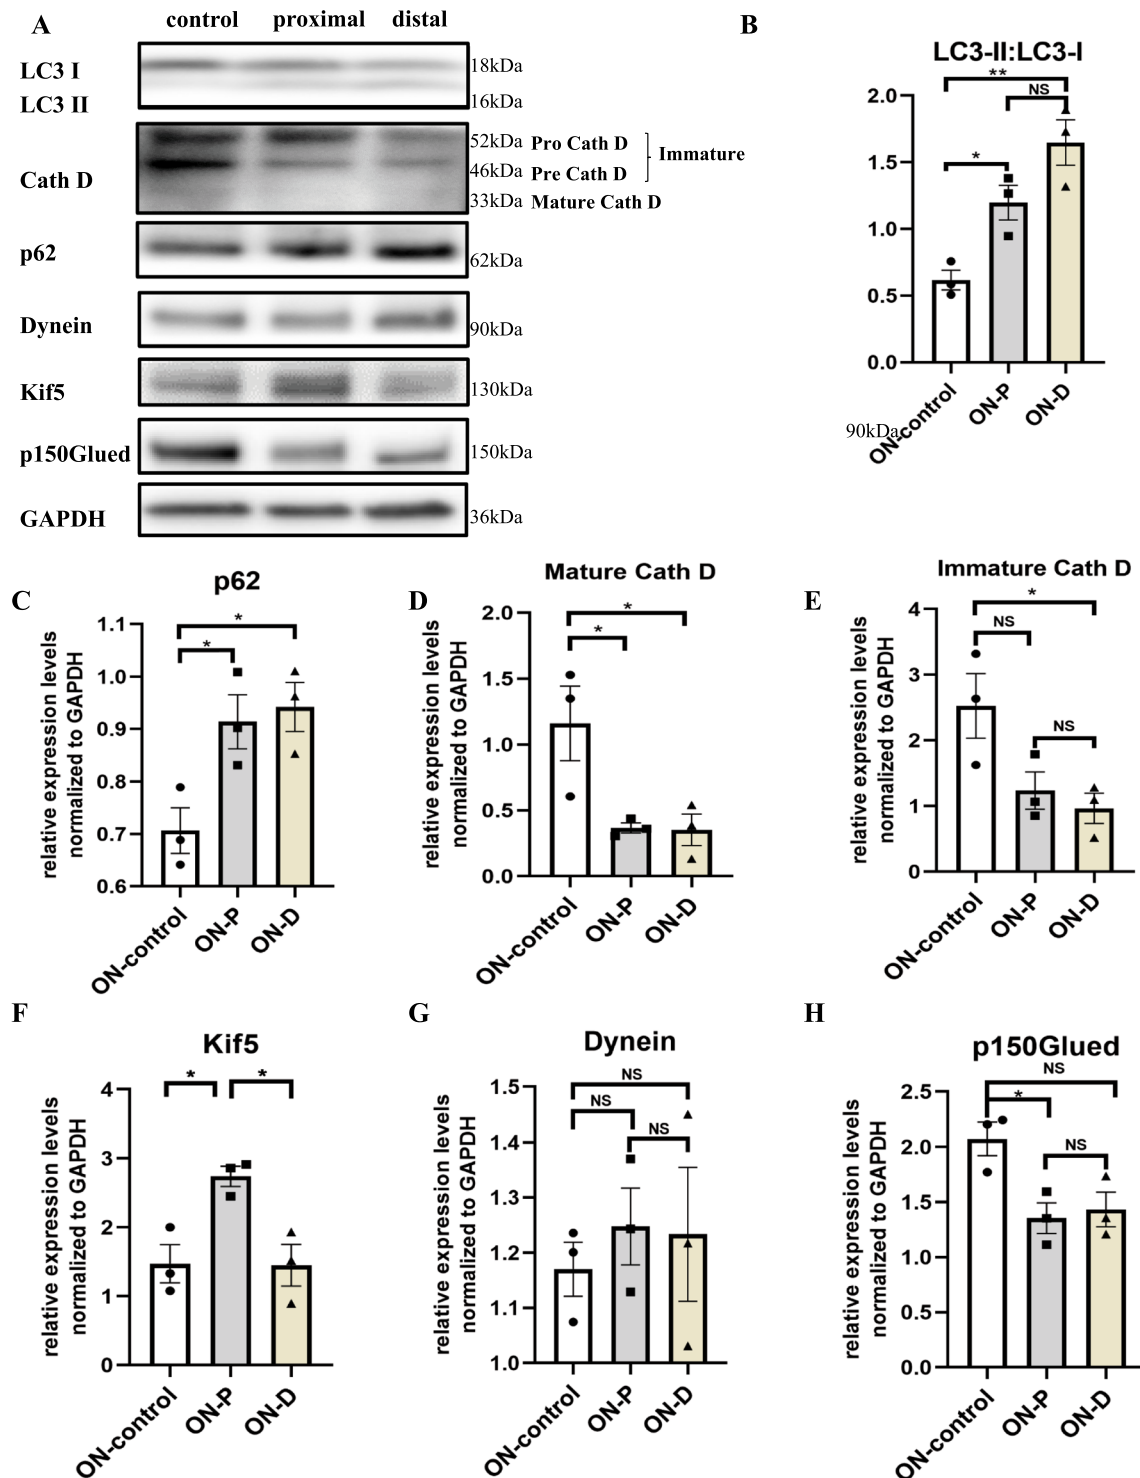 A
control proximal distal
LC3 I
18kDa
LC3 II
16kDa
Cath D
52kDa Pro Cath D
46kDa Pre Cath D
Immature
33kDa Mature Cath D
p62
62kDa
Dynein
90kDa
Kif5
130kDa
p150Glued
150kDa
GAPDH
36kDa
B
LC3-II:LC3-I
**
NS
*
2.0
1.5
1.0
0.5
0.0
90kDa
ON-control
ON-P
ON-D
C
p62
*
*
relative expression levels
normalized to GAPDH
1.1
1.0
0.9
0.8
0.7
0.6
ON-control
ON-P
ON-D
D
Mature Cath D
*
*
relative expression levels
normalized to GAPDH
2.0
1.5
1.0
0.5
0.0
ON-control
ON-P
ON-D
E
Immature Cath D
*
NS
NS
relative expression levels
normalized to GAPDH
4
3
2
1
0
ON-control
ON-P
ON-D
F
Kif5
*
*
relative expression levels
normalized to GAPDH
4
3
2
1
0
ON-control
ON-P
ON-D
G
Dynein
NS
NS
NS
relative expression levels
normalized to GAPDH
1.5
1.4
1.3
1.2
1.1
1.0
ON-control
ON-P
ON-D
H
p150Glued
NS
*
NS
relative expression levels
normalized to GAPDH
2.5
2.0
1.5
1.0
0.5
0.0
ON-control
ON-P
ON-D